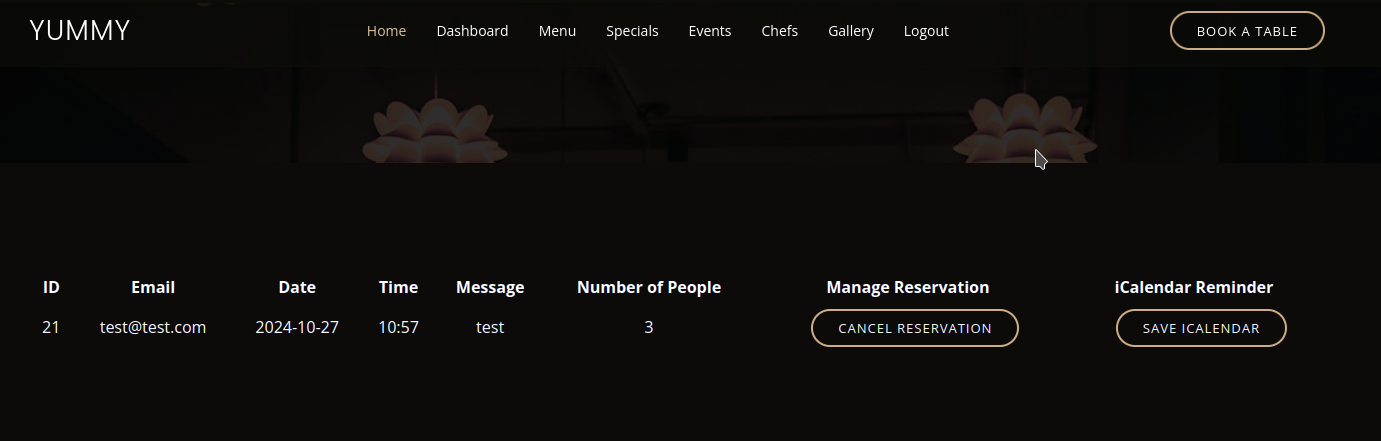 YUMMY Home Dashboard Menu Specials Events Chefs Gallery Logout BOOK A TABLE
ID Email Date Time Message Number of People Manage Reservation iCalendar Reminder
21 test@test.com 2024-10-27 10:57 test 3 CANCEL RESERVATION SAVE ICALENDAR